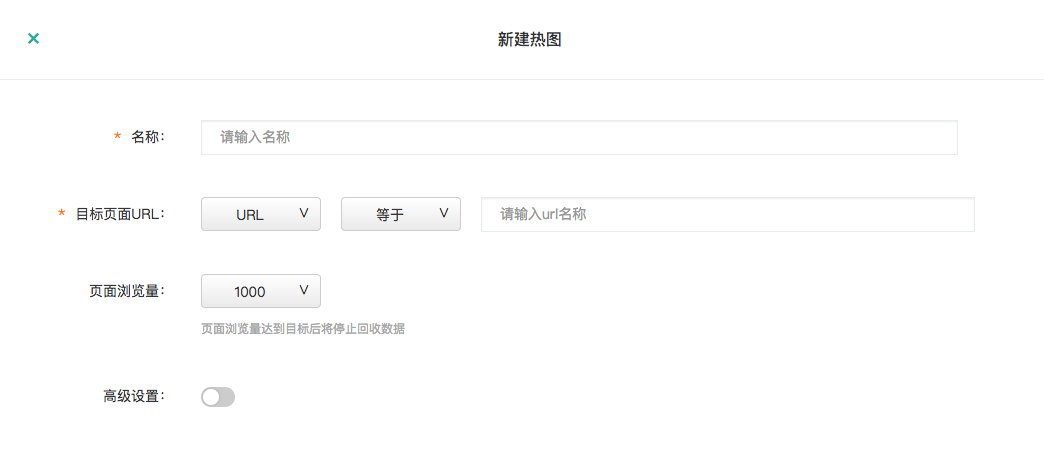 新建热图
* 名称: 请输入名称
* 目标页面URL: URL 等于 请输入url名称
页面浏览量: 1000
页面浏览量达到目标后将停止回收数据
高级设置: